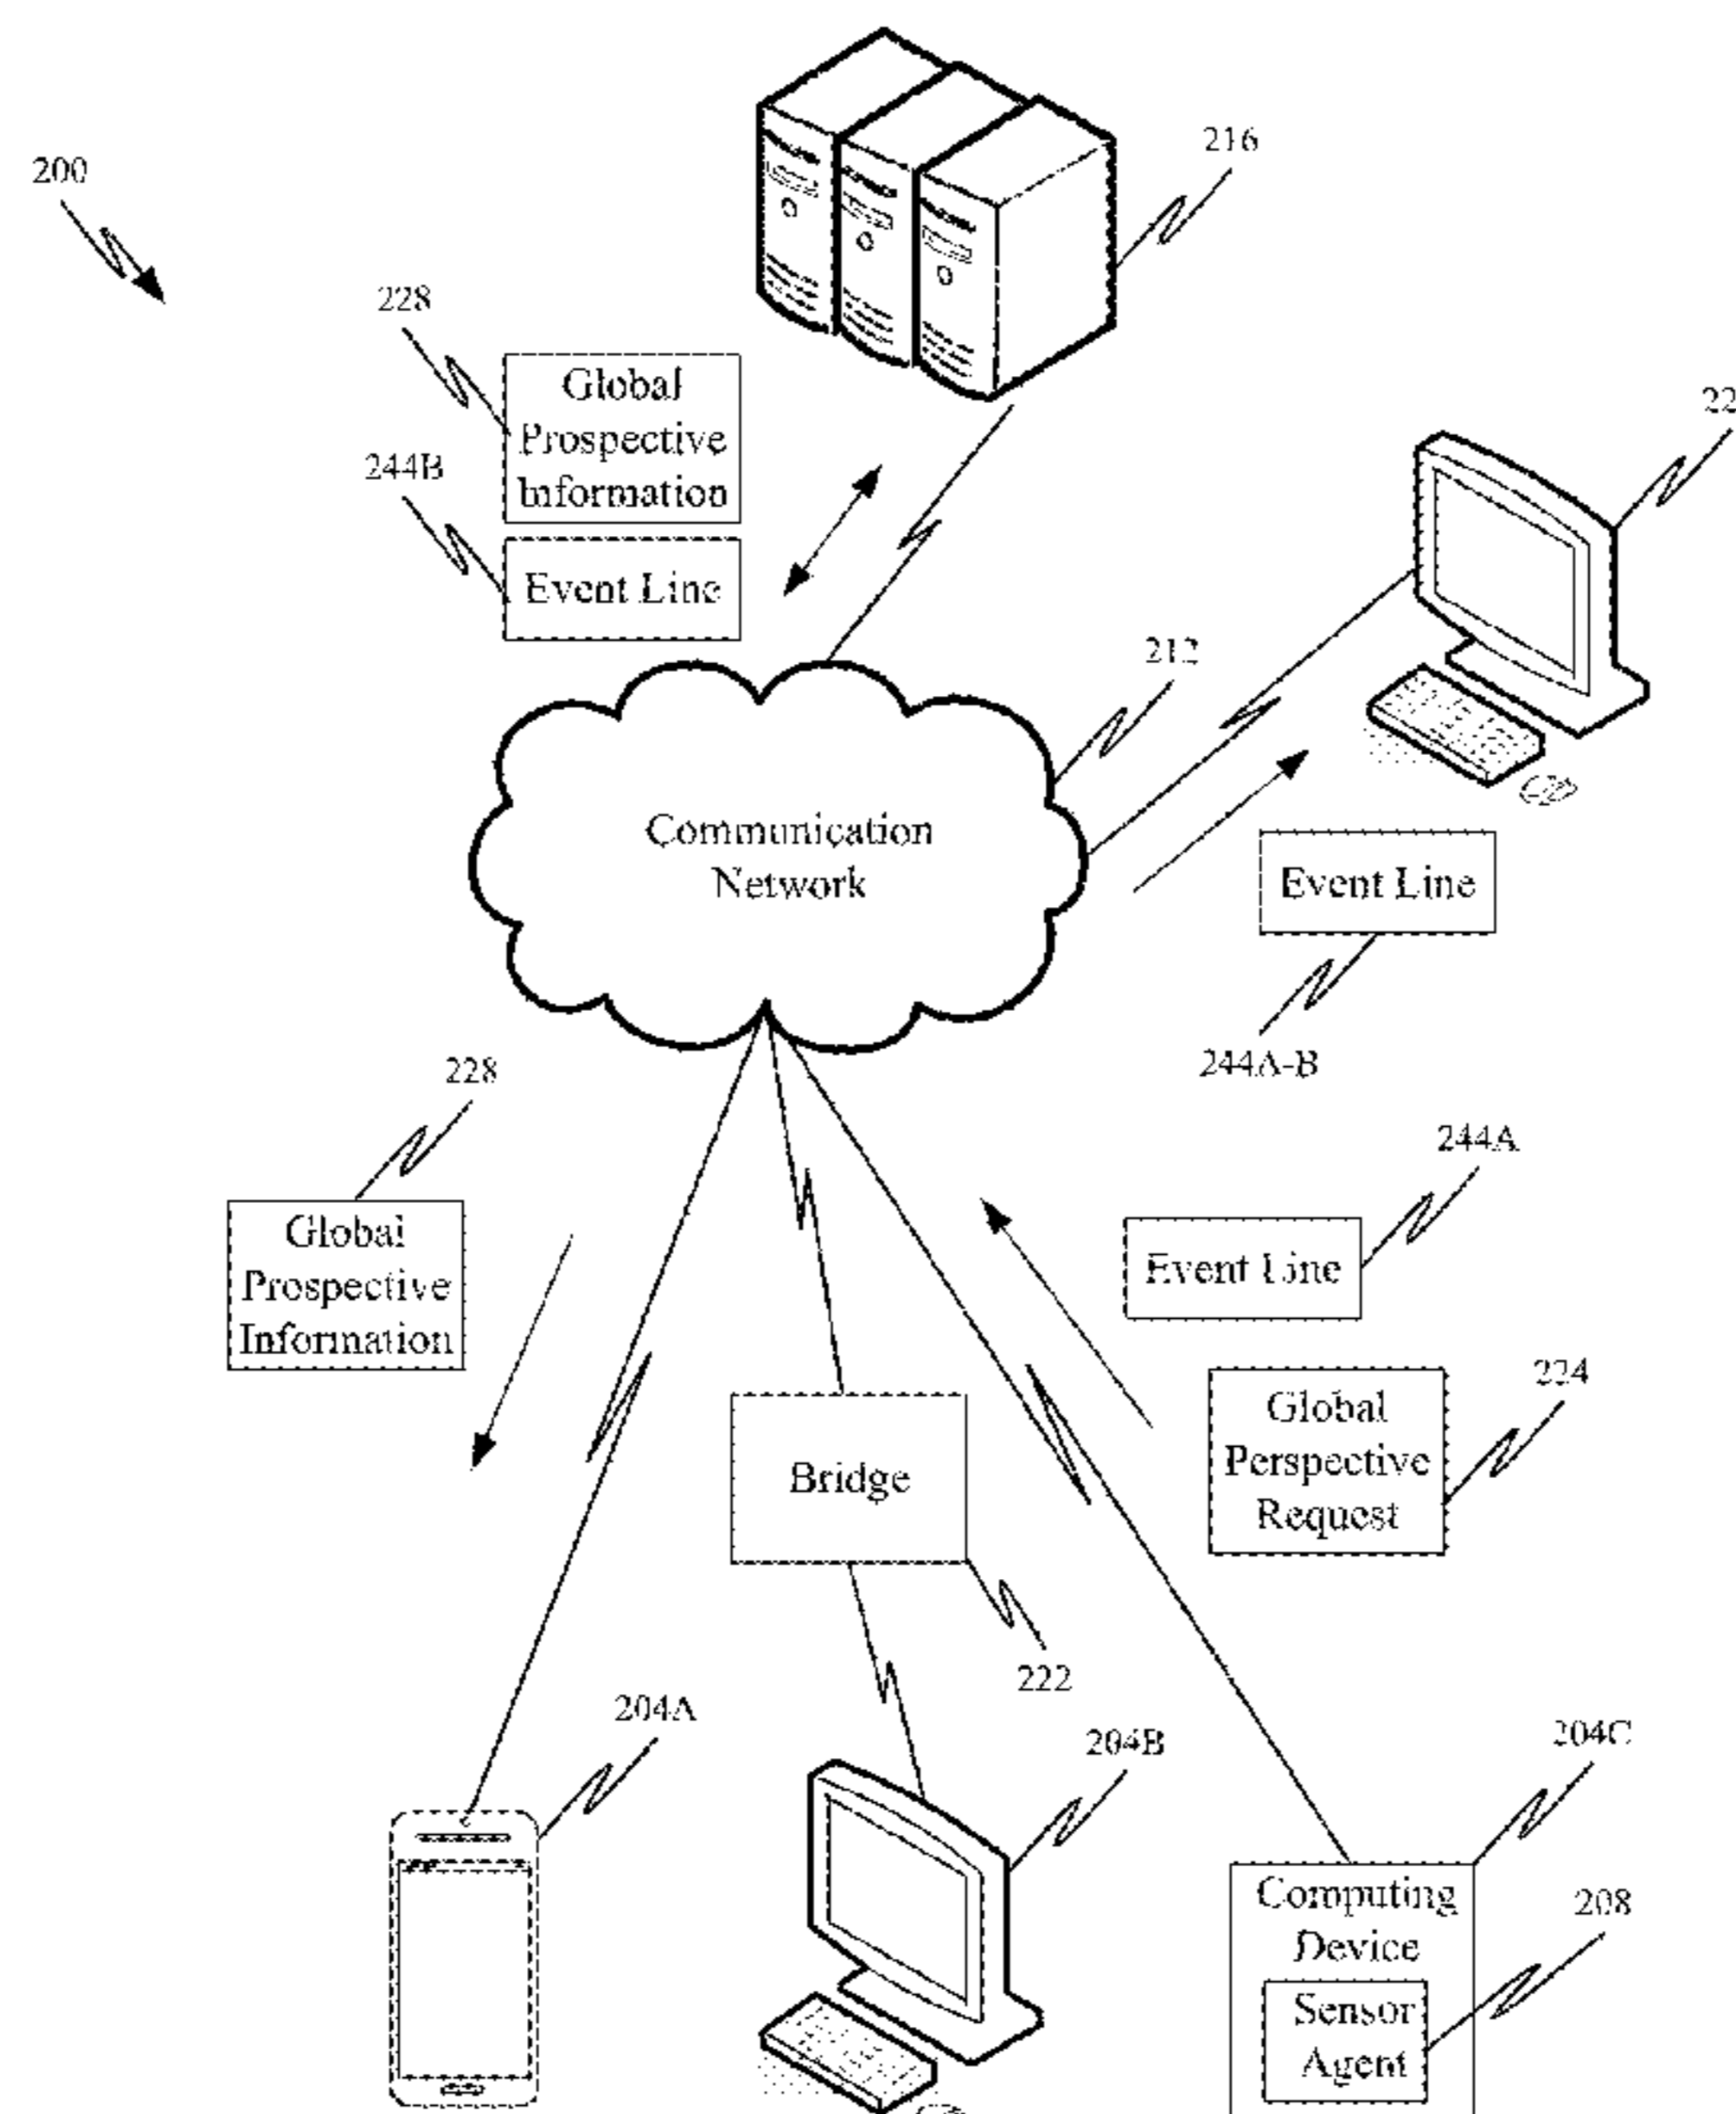 216
200
228
Global
Prospective
Information
22
244B
Event Line
212
Communication
Network
Event Line
244A-B
228
244A
Global
Prospective
Information
Event Line
224
Global
Perspective
Request
Bridge
222
204A
204B
204C
Computing
Device
208
Sensor
Agent